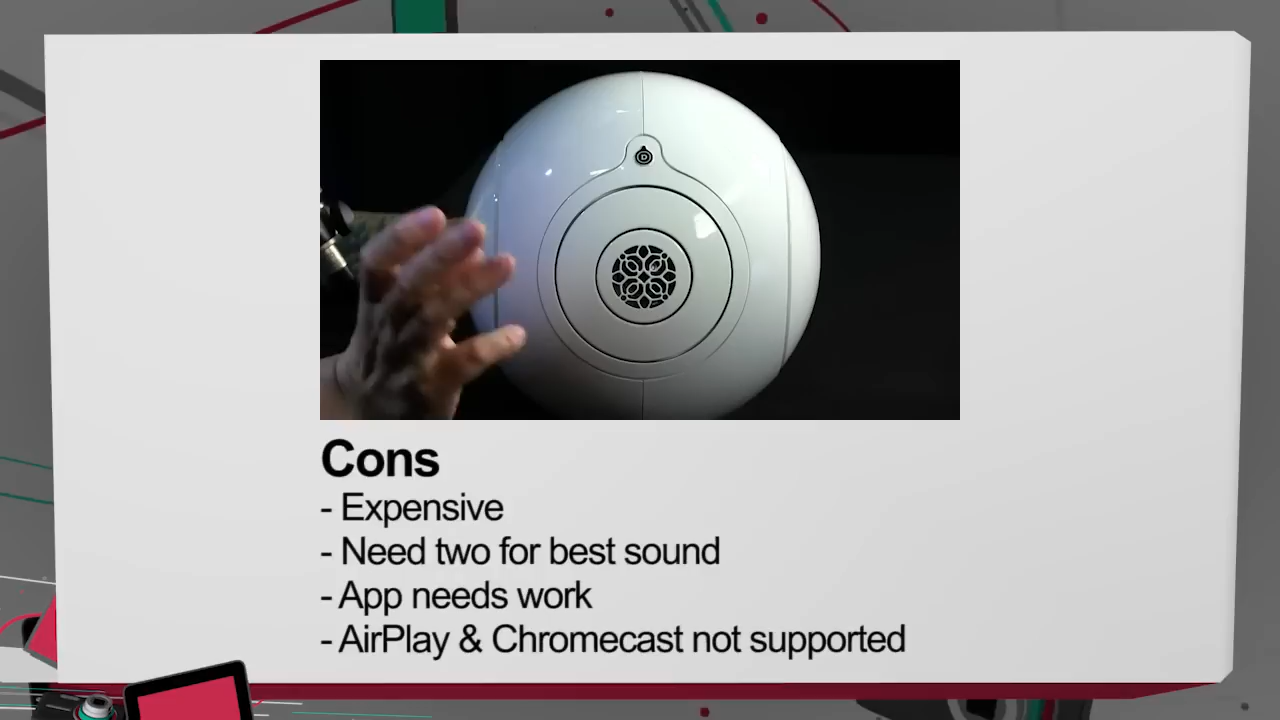 Cons
- Expensive
- Need two for best sound
- App needs work
- AirPlay & Chromecast not supported